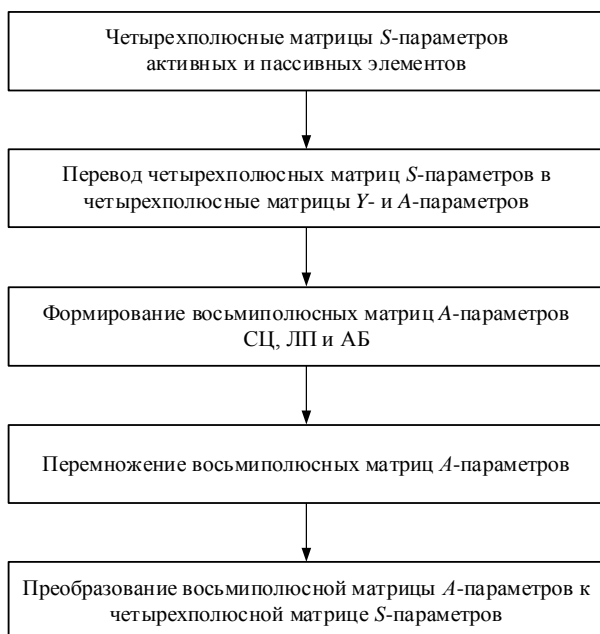 Четырехполюсные матрицы S-параметров
активных и пассивных элементов
Перевод четырехполюсных матриц S-параметров в
четырехполюсные матрицы Y- и A-параметров
Формирование восьмиполюсных матриц A-параметров
СЦ, ЛП и АБ
Перемножение восьмиполюсных матриц A-параметров
Преобразование восьмиполюсной матрицы A-параметров к
четырехполюсной матрице S-параметров